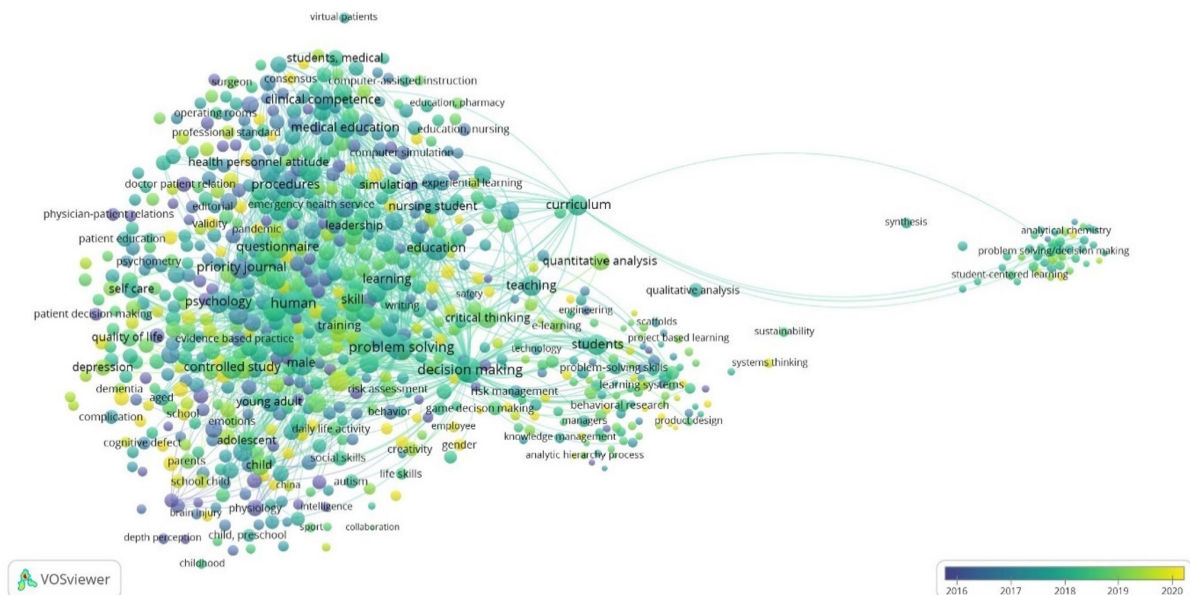 virtual patients
students, medical
surgeon
consensus
computer-assisted instruction
clinical competence
education, pharmacy
operating rooms
professional standard
medical education
education, nursing
computer simulation
health personnel attitude
doctor patient relation
procedures
simulation
experiential learning
editorial
emergency health service
nursing student
curriculum
physician-patient relations
validity
pandemic
leadership
synthesis
analytical chemistry
patient education
questionnaire
education
problem solving/decision making
psychometry
priority journal
quantitative analysis
student-centered learning
self care
learning
teaching
qualitative analysis
psychology
human
skill
writing
safety
patient decision making
engineering
training
critical thinking
e-learning
scaffolds
sustainability
quality of life
evidence based practice
project based learning
problem solving
technology
students
depression
controlled study
male
decision making
problem-solving skills
systems thinking
dementia
risk assessment
risk management
learning systems
aged
young adult
behavior
game decison making
behavioral research
complication
school
emotions
daily life activity
employee
managers
product design
cognitive defect
adolescent
creativity
gender
knowledge management
parents
child
social skills
analytic hierarchy process
school child
china
autism
life skills
brain injury
physiology
intelligence
depth perception
child, preschool
sport
collaboration
childhood
VOSviewer
2016 2017 2018 2019 2020